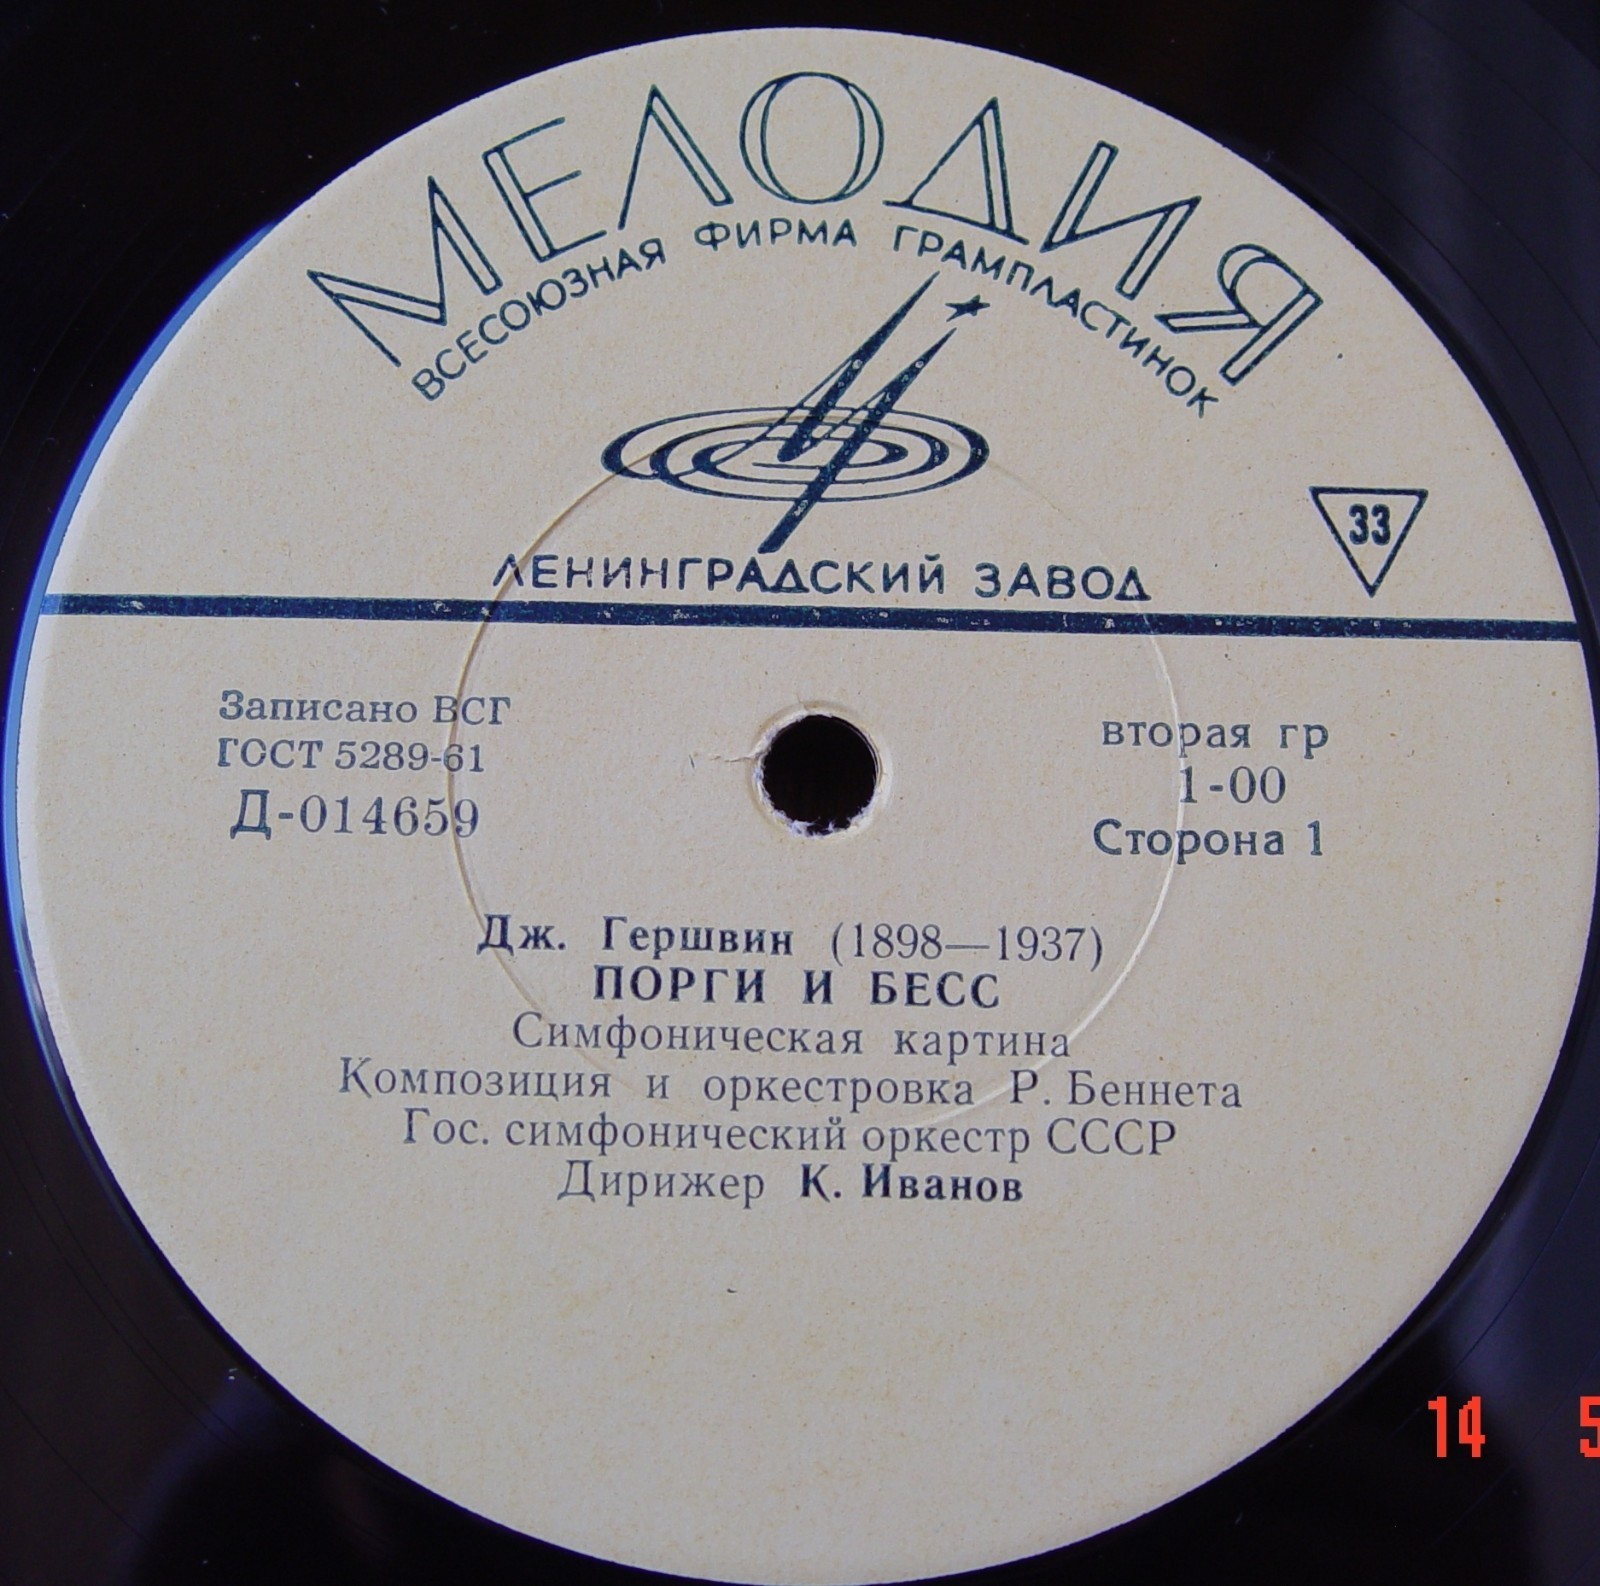 МЕЛОДИЯ
ВСЕСОЮЗНАЯ ФИРМА ГРАМПЛАСТИНОК
33
ЛЕНИНГРАДСКИЙ ЗАВОД
Записано ВСГ
ГОСТ 5289-61
Д-014659
вторая гр
1-00
Сторона 1
Дж. Гершвин (1898—1937)
ПОРГИ И БЕСС
Симфоническая картина
Композиция и оркестровка Р. Беннета
Гос. симфонический оркестр СССР
Дирижер К. Иванов
14 5